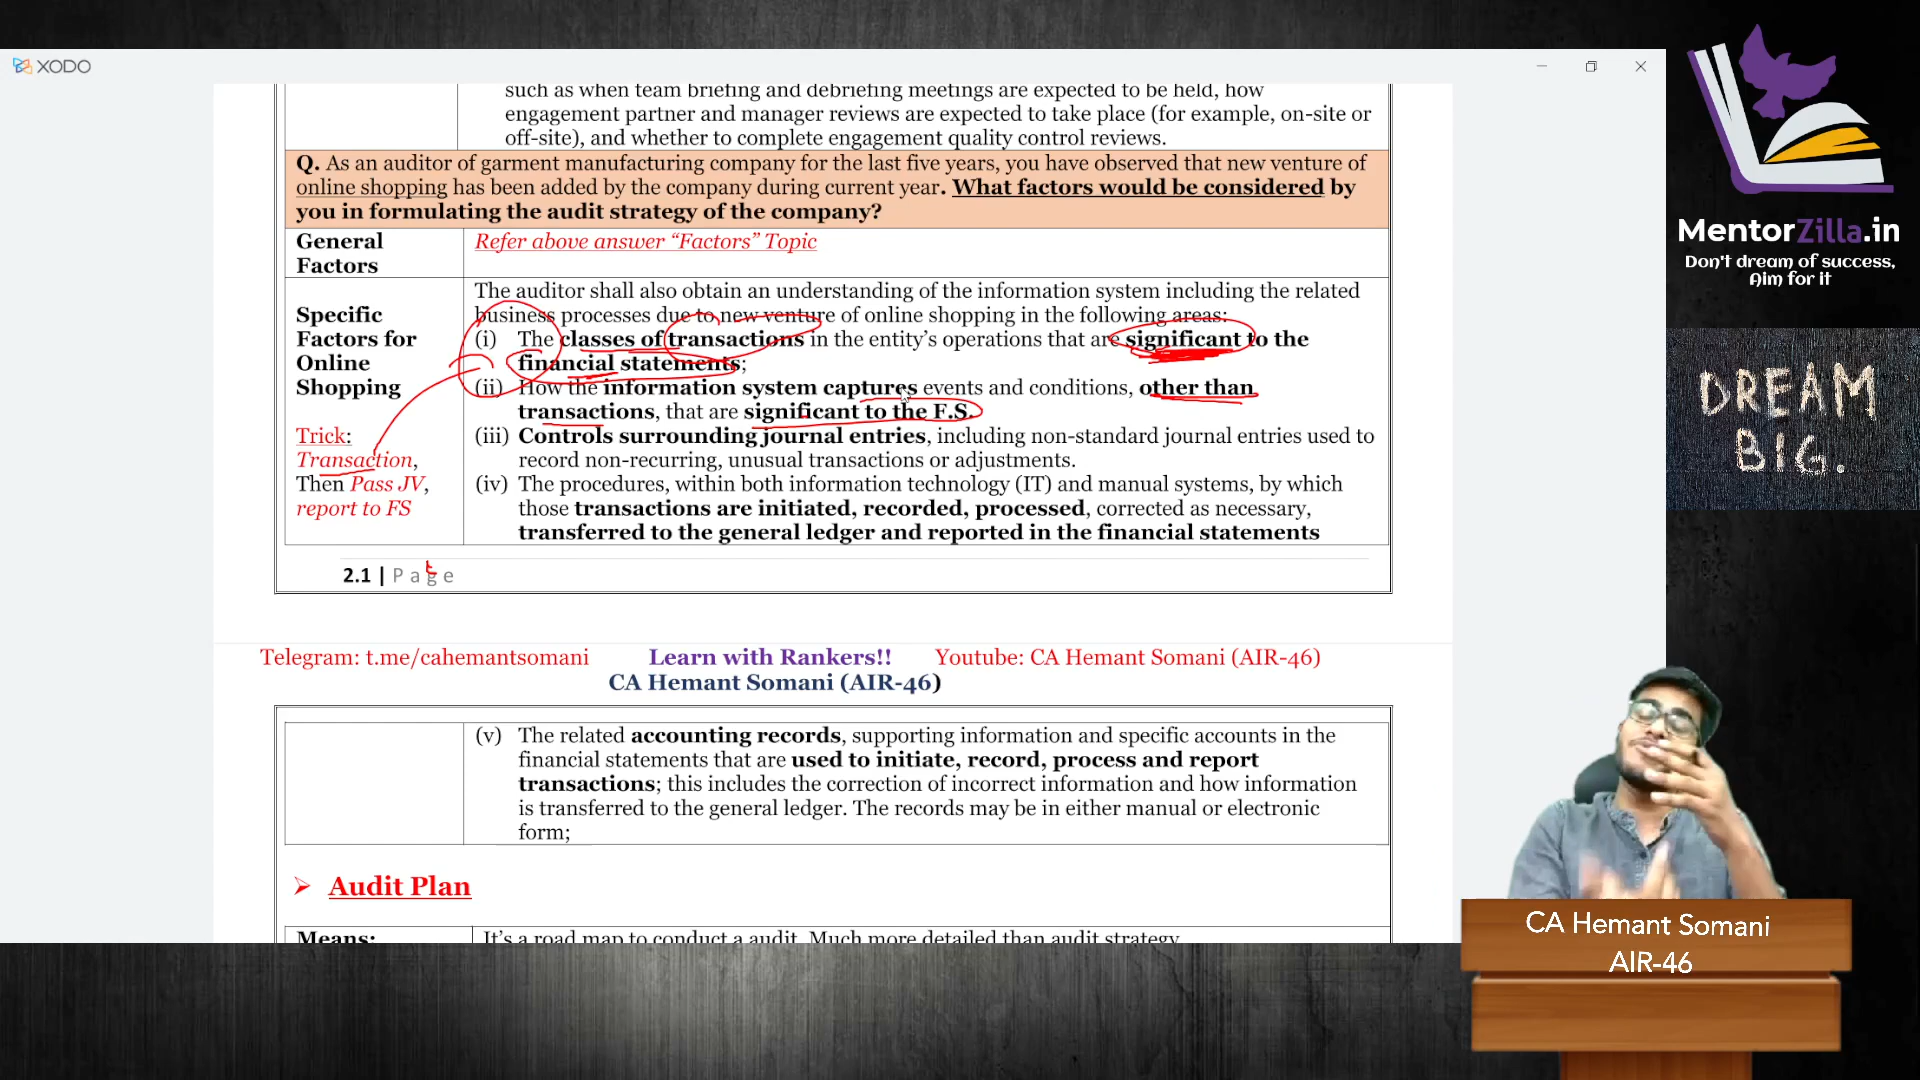 XODO
such as when team briefing and debriefing meetings are expected to be held, how
engagement partner and manager reviews are expected to take place (for example, on-site or
off-site), and whether to complete engagement quality control reviews.
Q. As an auditor of garment manufacturing company for the last five years, you have observed that new venture of
online shopping has been added by the company during current year. What factors would be considered by
you in formulating the audit strategy of the company?
General
Factors
Refer above answer “Factors” Topic
Specific
Factors for
Online
Shopping
Trick:
Transaction,
Then Pass JV,
report to FS
The auditor shall also obtain an understanding of the information system including the related
business processes due to new venture of online shopping in the following areas:
(i) The classes of transactions in the entity’s operations that are significant to the
financial statements;
(ii) How the information system captures events and conditions, other than
transactions, that are significant to the F.S.
(iii) Controls surrounding journal entries, including non-standard journal entries used to
record non-recurring, unusual transactions or adjustments.
(iv) The procedures, within both information technology (IT) and manual systems, by which
those transactions are initiated, recorded, processed, corrected as necessary,
transferred to the general ledger and reported in the financial statements
2.1 | Page
Telegram: t.me/cahemantsomani Learn with Rankers!! Youtube: CA Hemant Somani (AIR-46)
CA Hemant Somani (AIR-46)
(v) The related accounting records, supporting information and specific accounts in the
financial statements that are used to initiate, record, process and report
transactions; this includes the correction of incorrect information and how information
is transferred to the general ledger. The records may be in either manual or electronic
form;
➢ Audit Plan
Means: It’s a road map to conduct a audit. Much more detailed than audit strategy.
MentorZilla.in
Don't dream of success,
Aim for it
DREAM
BIG.
CA Hemant Somani
AIR-46